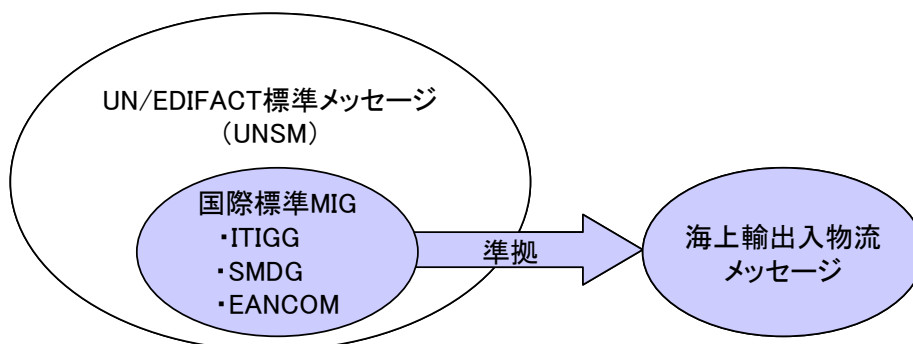 UN/EDIFACT標準メッセージ
(UNSM)
国際標準MIG
・ITIGG
・SMDG
・EANCOM
準拠
海上輸出入物流
メッセージ